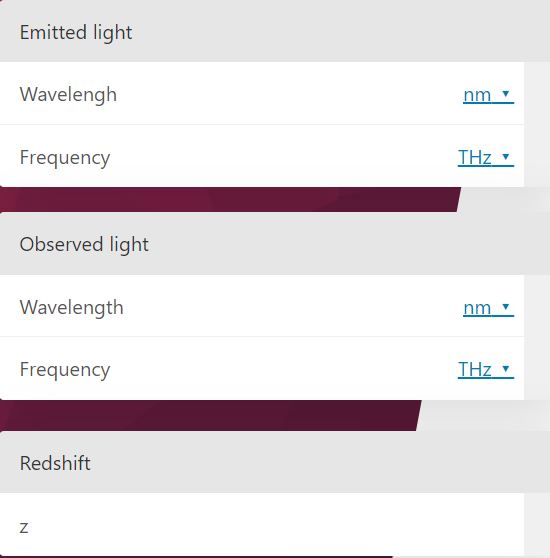 Emitted light
Wavelengh nm ▼
Frequency THz ▼
Observed light
Wavelength nm ▼
Frequency THz ▼
Redshift
z